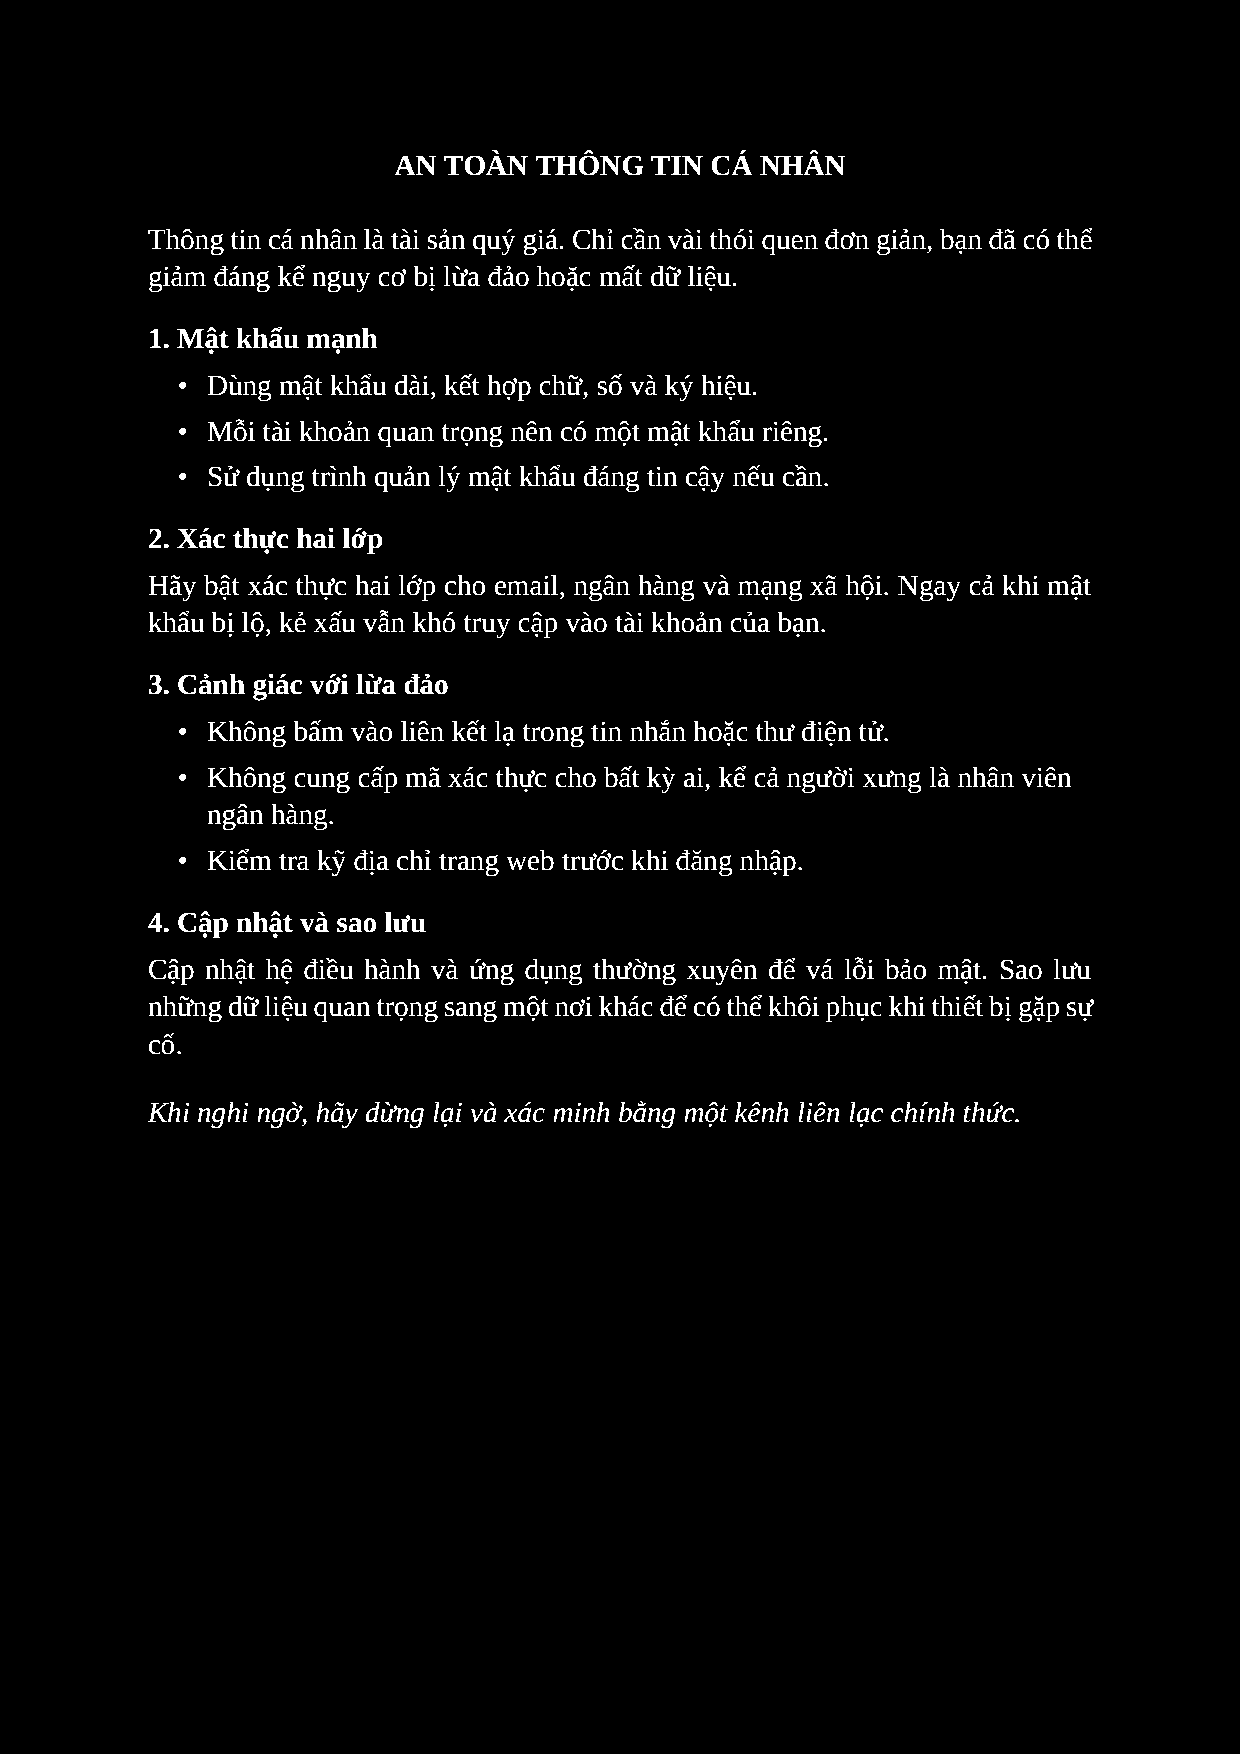 AN TOÀN THÔNG TIN CÁ NHÂN
Thông tin cá nhân là tài sản quý giá. Chỉ cần vài thói quen đơn giản, bạn đã có thể
giảm đáng kể nguy cơ bị lừa đảo hoặc mất dữ liệu.
1. Mật khẩu mạnh
• Dùng mật khẩu dài, kết hợp chữ, số và ký hiệu.
• Mỗi tài khoản quan trọng nên có một mật khẩu riêng.
• Sử dụng trình quản lý mật khẩu đáng tin cậy nếu cần.
2. Xác thực hai lớp
Hãy bật xác thực hai lớp cho email, ngân hàng và mạng xã hội. Ngay cả khi mật
khẩu bị lộ, kẻ xấu vẫn khó truy cập vào tài khoản của bạn.
3. Cảnh giác với lừa đảo
• Không bấm vào liên kết lạ trong tin nhắn hoặc thư điện tử.
• Không cung cấp mã xác thực cho bất kỳ ai, kể cả người xưng là nhân viên
ngân hàng.
• Kiểm tra kỹ địa chỉ trang web trước khi đăng nhập.
4. Cập nhật và sao lưu
Cập nhật hệ điều hành và ứng dụng thường xuyên để vá lỗi bảo mật. Sao lưu
những dữ liệu quan trọng sang một nơi khác để có thể khôi phục khi thiết bị gặp sự
cố.
Khi nghi ngờ, hãy dừng lại và xác minh bằng một kênh liên lạc chính thức.